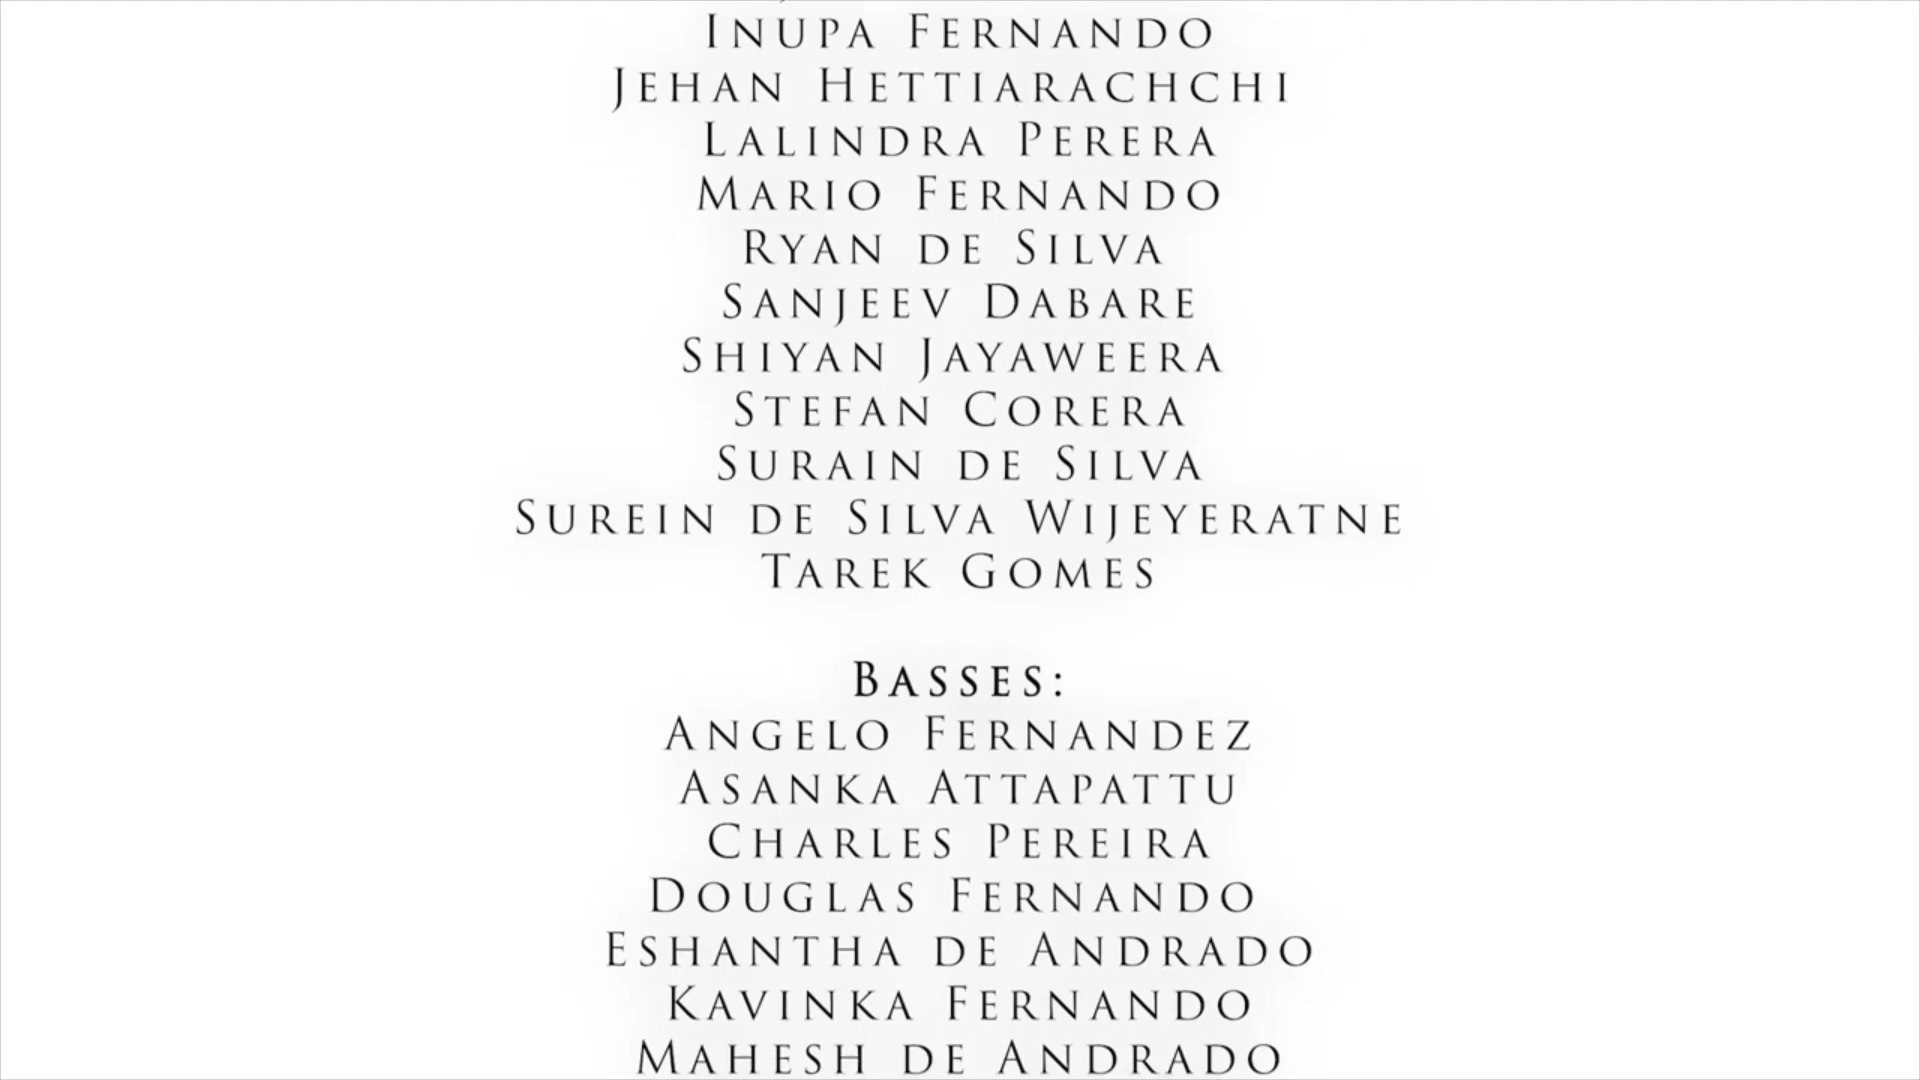 Inupa Fernando
Jehan Hettiarachchi
Lalindra Perera
Mario Fernando
Ryan de Silva
Sanjeev Dabare
Shiyan Jayaweera
Stefan Corera
Surain de Silva
Surein de Silva Wijeyeratne
Tarek Gomes
Basses:
Angelo Fernandez
Asanka Attapattu
Charles Pereira
Douglas Fernando
Eshantha de Andrado
Kavinka Fernando
Mahesh de Andrado